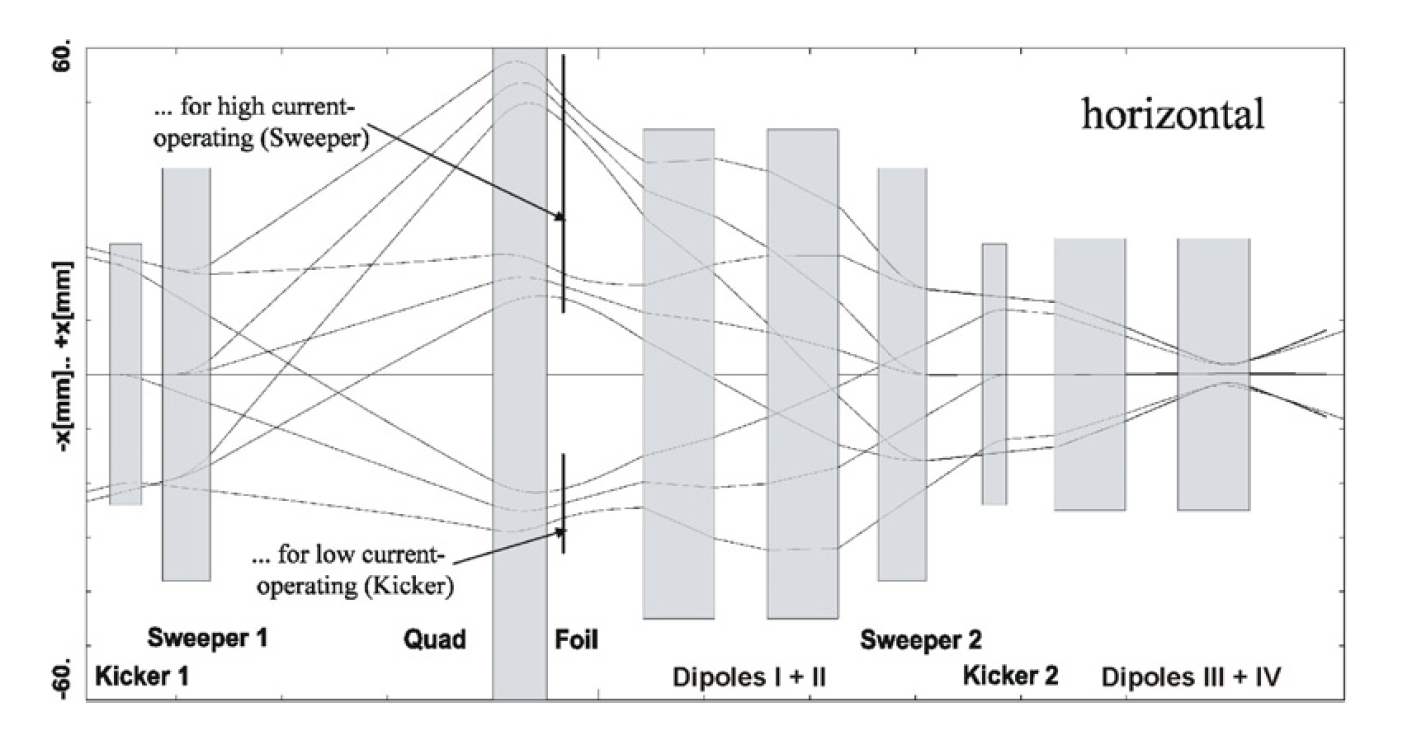 60.
... for high current-
operating (Sweeper)
horizontal
-x[mm].. +x[mm]
... for low current-
operating (Kicker)
Sweeper 1
Quad
Foil
Sweeper 2
-60.
Kicker 1
Dipoles I + II
Kicker 2
Dipoles III + IV